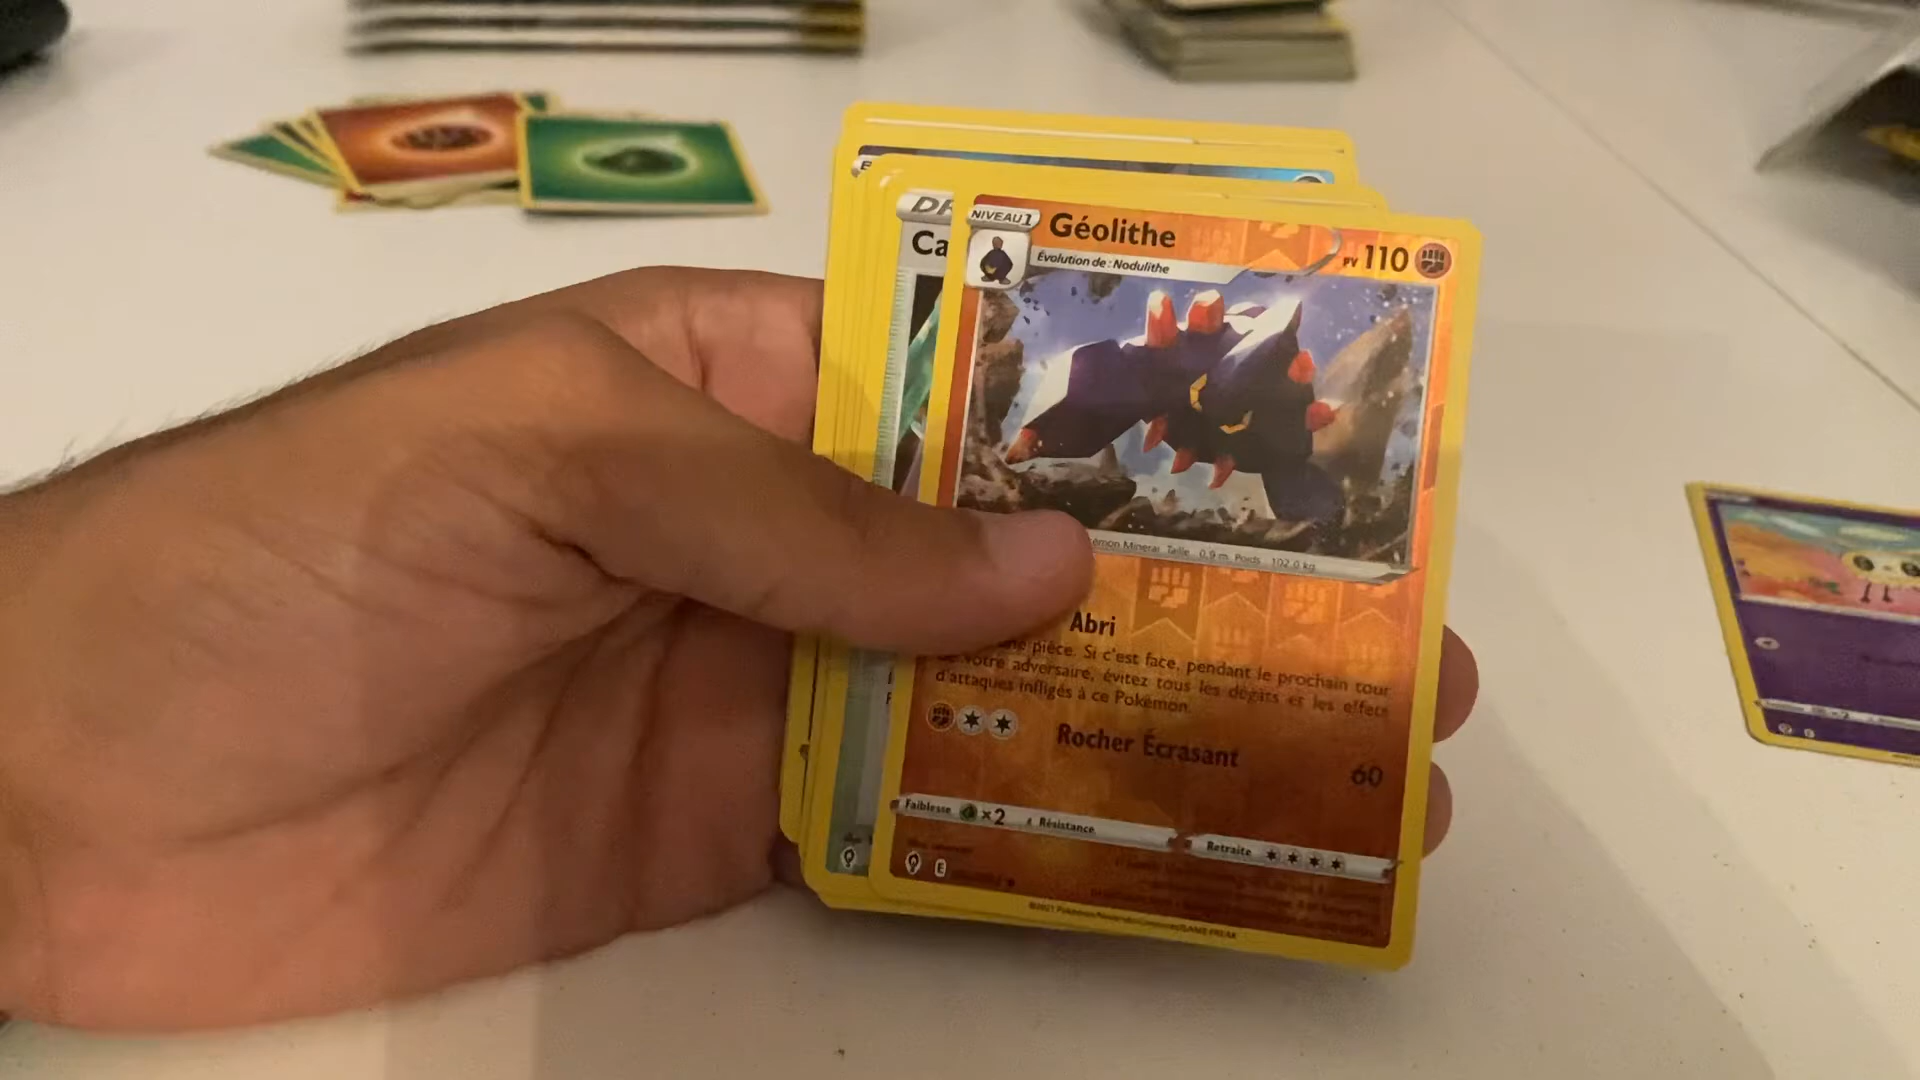 DR
Ca
NIVEAU 1
Géolithe
PV 110
Évolution de : Nodulithe
Minerai Taille 0,9 m. Poids 102,0 kg
Abri
pièce. Si c'est face, pendant le prochain tour
votre adversaire, évitez tous les dégâts et les effets
d'attaques infligés à ce Pokémon.
Rocher Écrasant
60
Faiblesse ×2 Résistance
Retraite
E
©2021 Pokémon/Nintendo/Creatures/GAME FREAK